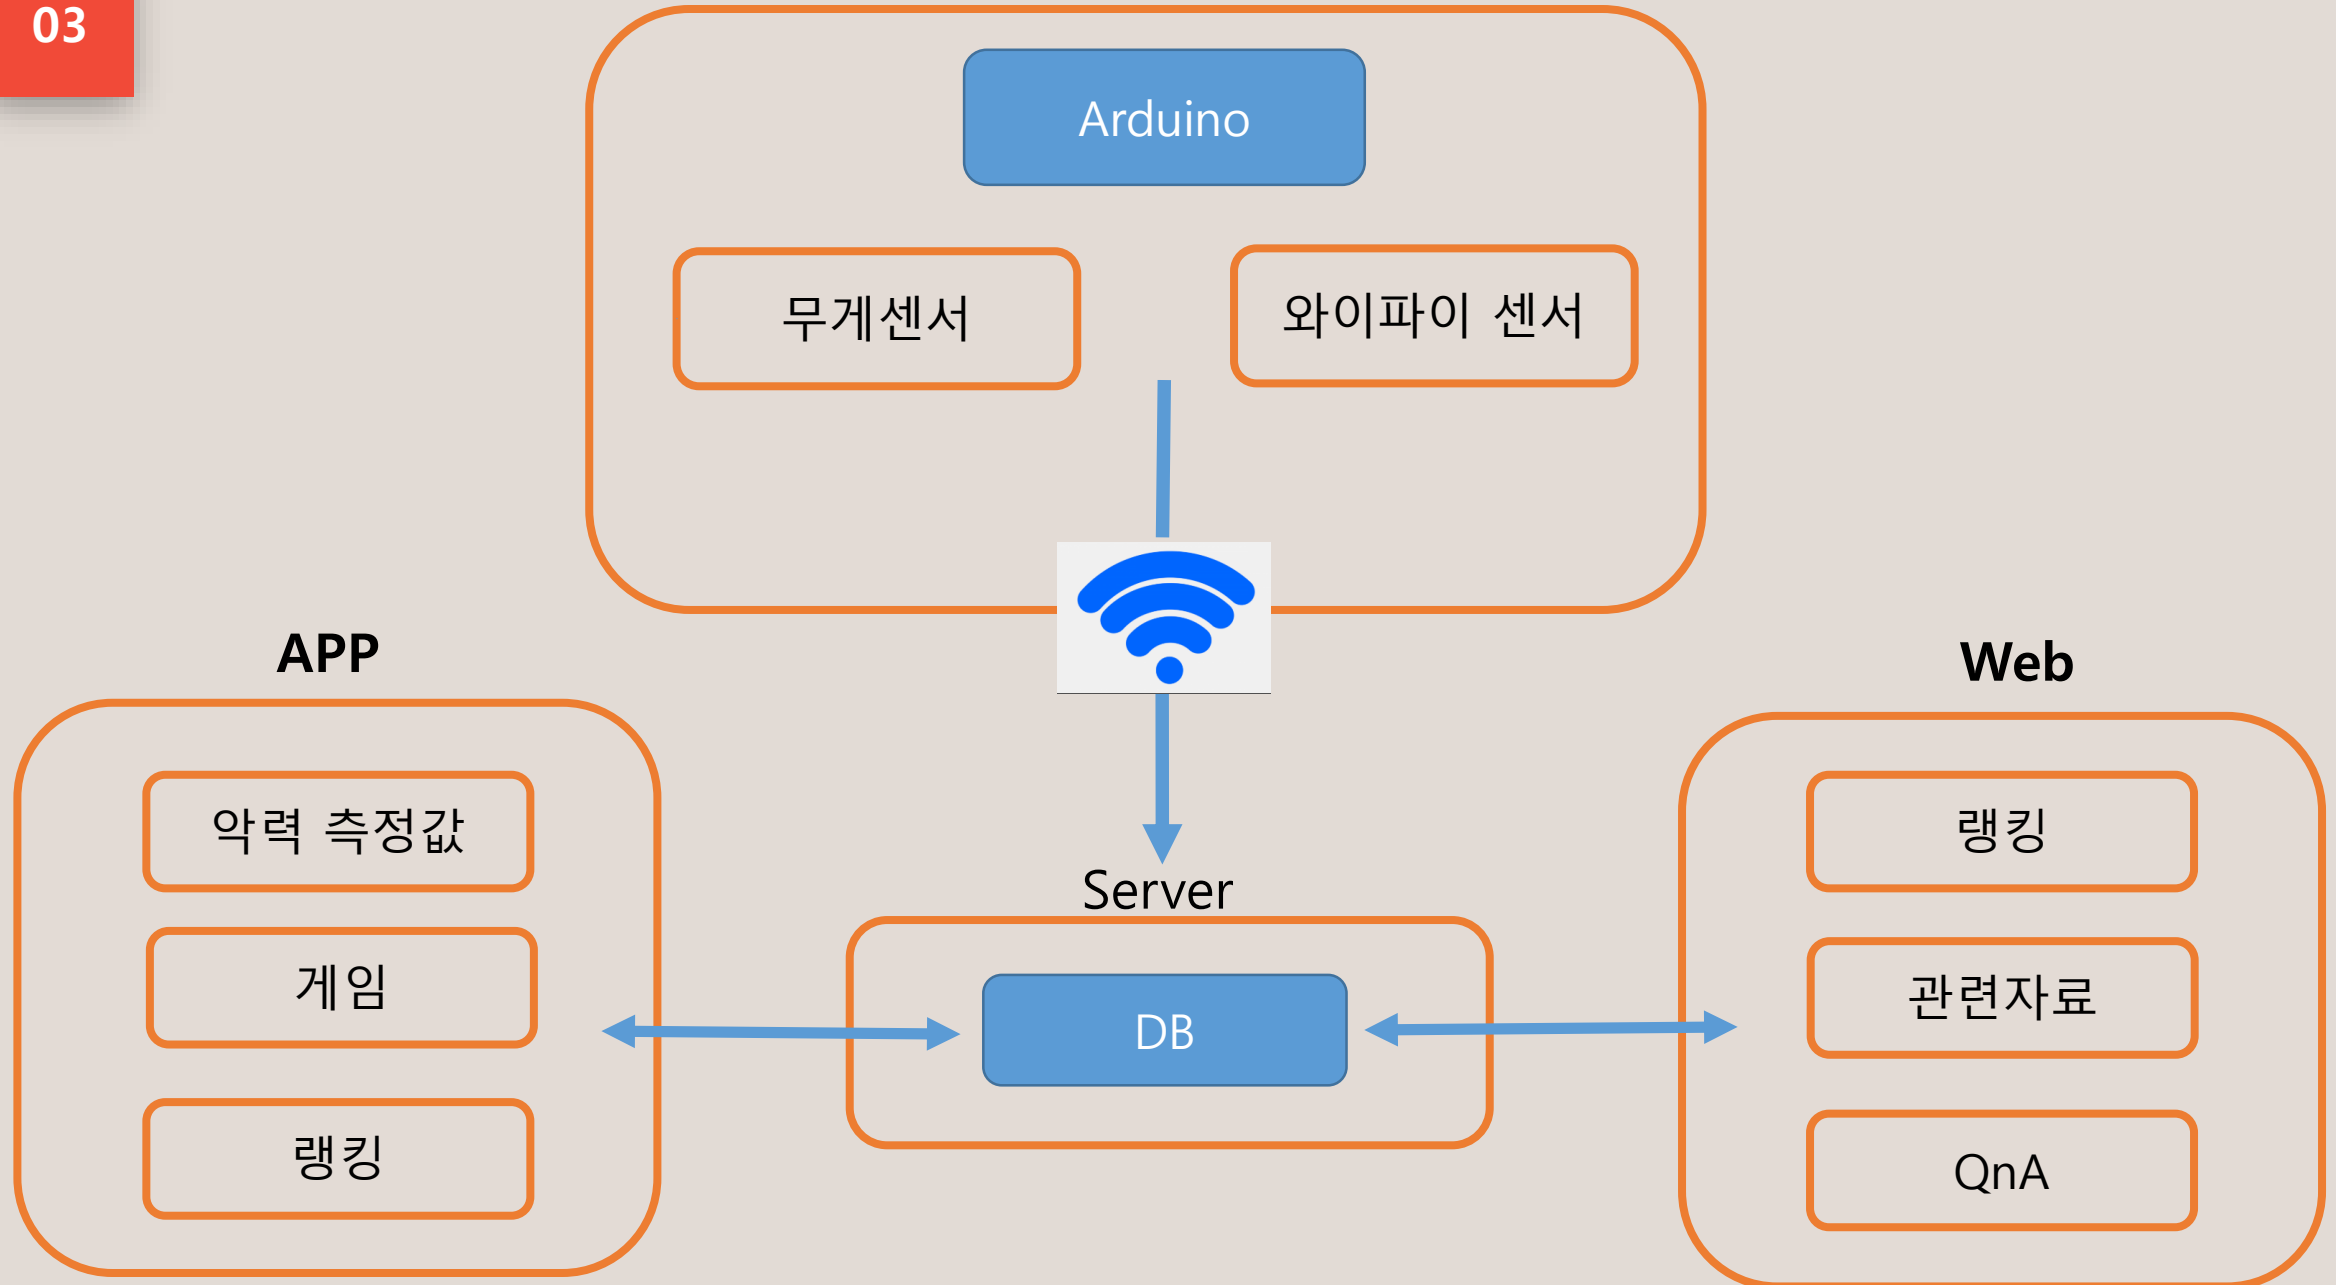 03
Arduino
무게센서
와이파이 센서
APP
악력 측정값
게임
랭킹
Server
DB
Web
랭킹
관련자료
QnA